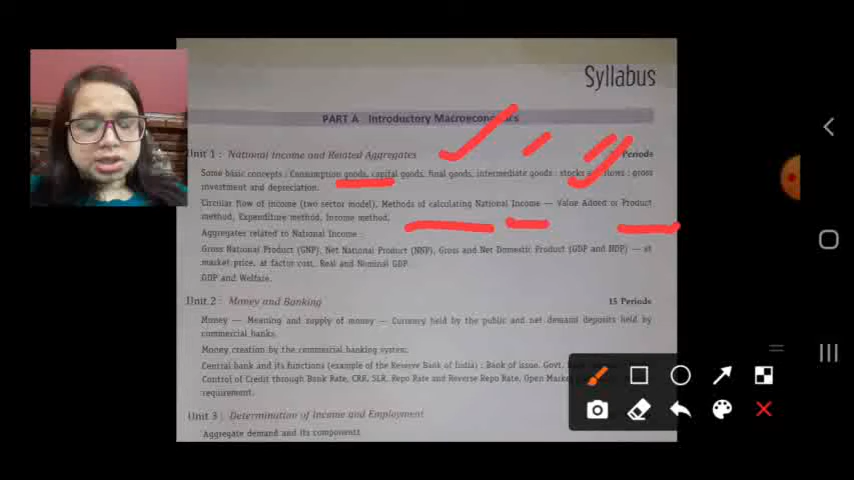 Syllabus
PART A Introductory Macroeconomics
Unit 1 : National Income and Related Aggregates Periods
Some basic concepts : Consumption goods, capital goods, final goods, intermediate goods : stocks flows : gross
investment and depreciation.
Circular flow of income (two sector model), Methods of calculating National Income — Value Added or Product
method, Expenditure method, Income method.
Aggregates related to National Income :
Gross National Product (GNP), Net National Product (NNP), Gross and Net Domestic Product (GDP and NDP) — at
market price, at factor cost, Real and Nominal GDP.
GDP and Welfare.
Unit 2 : Money and Banking 15 Periods
Money — Meaning and supply of money — Currency held by the public and net demand deposits held by
commercial banks.
Money creation by the commercial banking system.
Central bank and its functions (example of the Reserve Bank of India) : Bank of issue, Govt.
Control of Credit through Bank Rate, CRR, SLR, Repo Rate and Reverse Repo Rate, Open
requirement.
Unit 3 : Determination of Income and Employment
Aggregate demand and its components